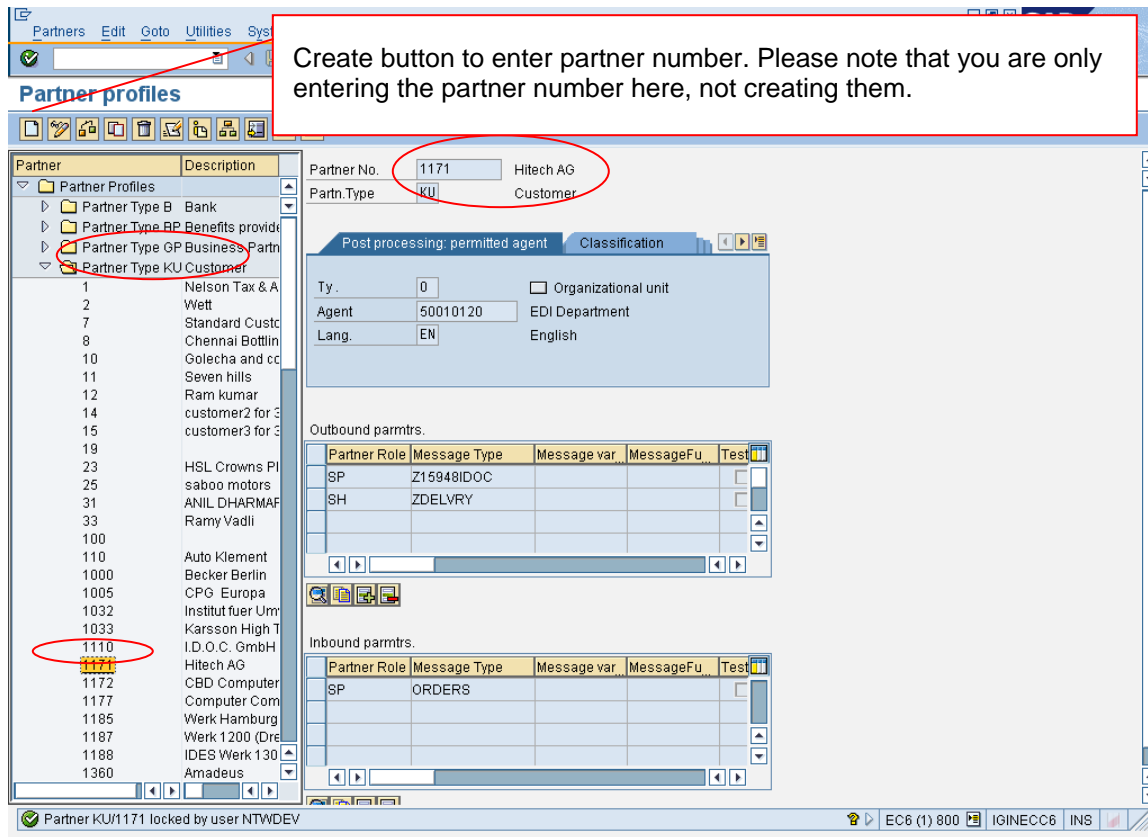 Partners Edit Goto Utilities
Create button to enter partner number. Please note that you are only
entering the partner number here, not creating them.
Partner profiles
Partner Description
Partner Profiles
Partner Type B Bank
Partner Type BP Benefits provide
Partner Type GP Business Partn
Partner Type KU Customer
1 Nelson Tax & A
2 Wett
7 Standard Custo
8 Chennai Bottlin
10 Golecha and cc
11 Seven hills
12 Ram kumar
14 customer2 for 3
15 customer3 for 3
19
23 HSL Crowns Pl
25 saboo motors
31 ANIL DHARMAF
33 Ramy Vadli
100
110 Auto Klement
1000 Becker Berlin
1005 CPG Europa
1032 Institut fuer Um
1033 Karsson High T
1110 I.D.O.C. GmbH
1171 Hitech AG
1172 CBD Computer
1177 Computer Com
1185 Werk Hamburg
1187 Werk 1200 (Dre
1188 IDES Werk 130
1360 Amadeus
Partner No. 1171 Hitech AG
Partn.Type KU Customer
Post processing: permitted agent Classification
Ty. 0 Organizational unit
Agent 50010120 EDI Department
Lang. EN English
Outbound parmtrs.
Partner Role Message Type Message var... MessageFu... Test
SP Z15948IDOC
SH ZDELVRY
Inbound parmtrs.
Partner Role Message Type Message var... MessageFu... Test
SP ORDERS
Partner KU/1171 locked by user NTWDEV
EC6 (1) 800 IGINECC6 INS